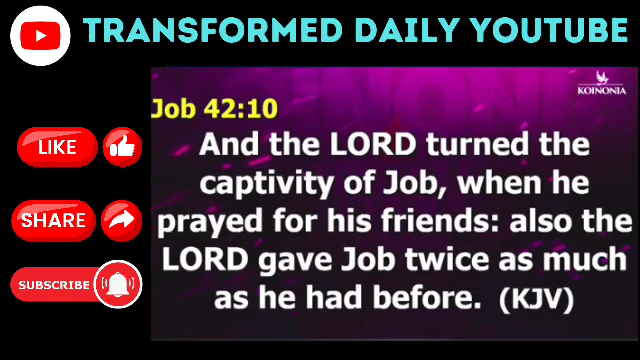 TRANSFORMED DAILY YOUTUBE
KOINONIA
Job 42:10
And the LORD turned the
captivity of Job, when he
prayed for his friends: also the
LORD gave Job twice as much
as he had before. (KJV)
LIKE
SHARE
SUBSCRIBE